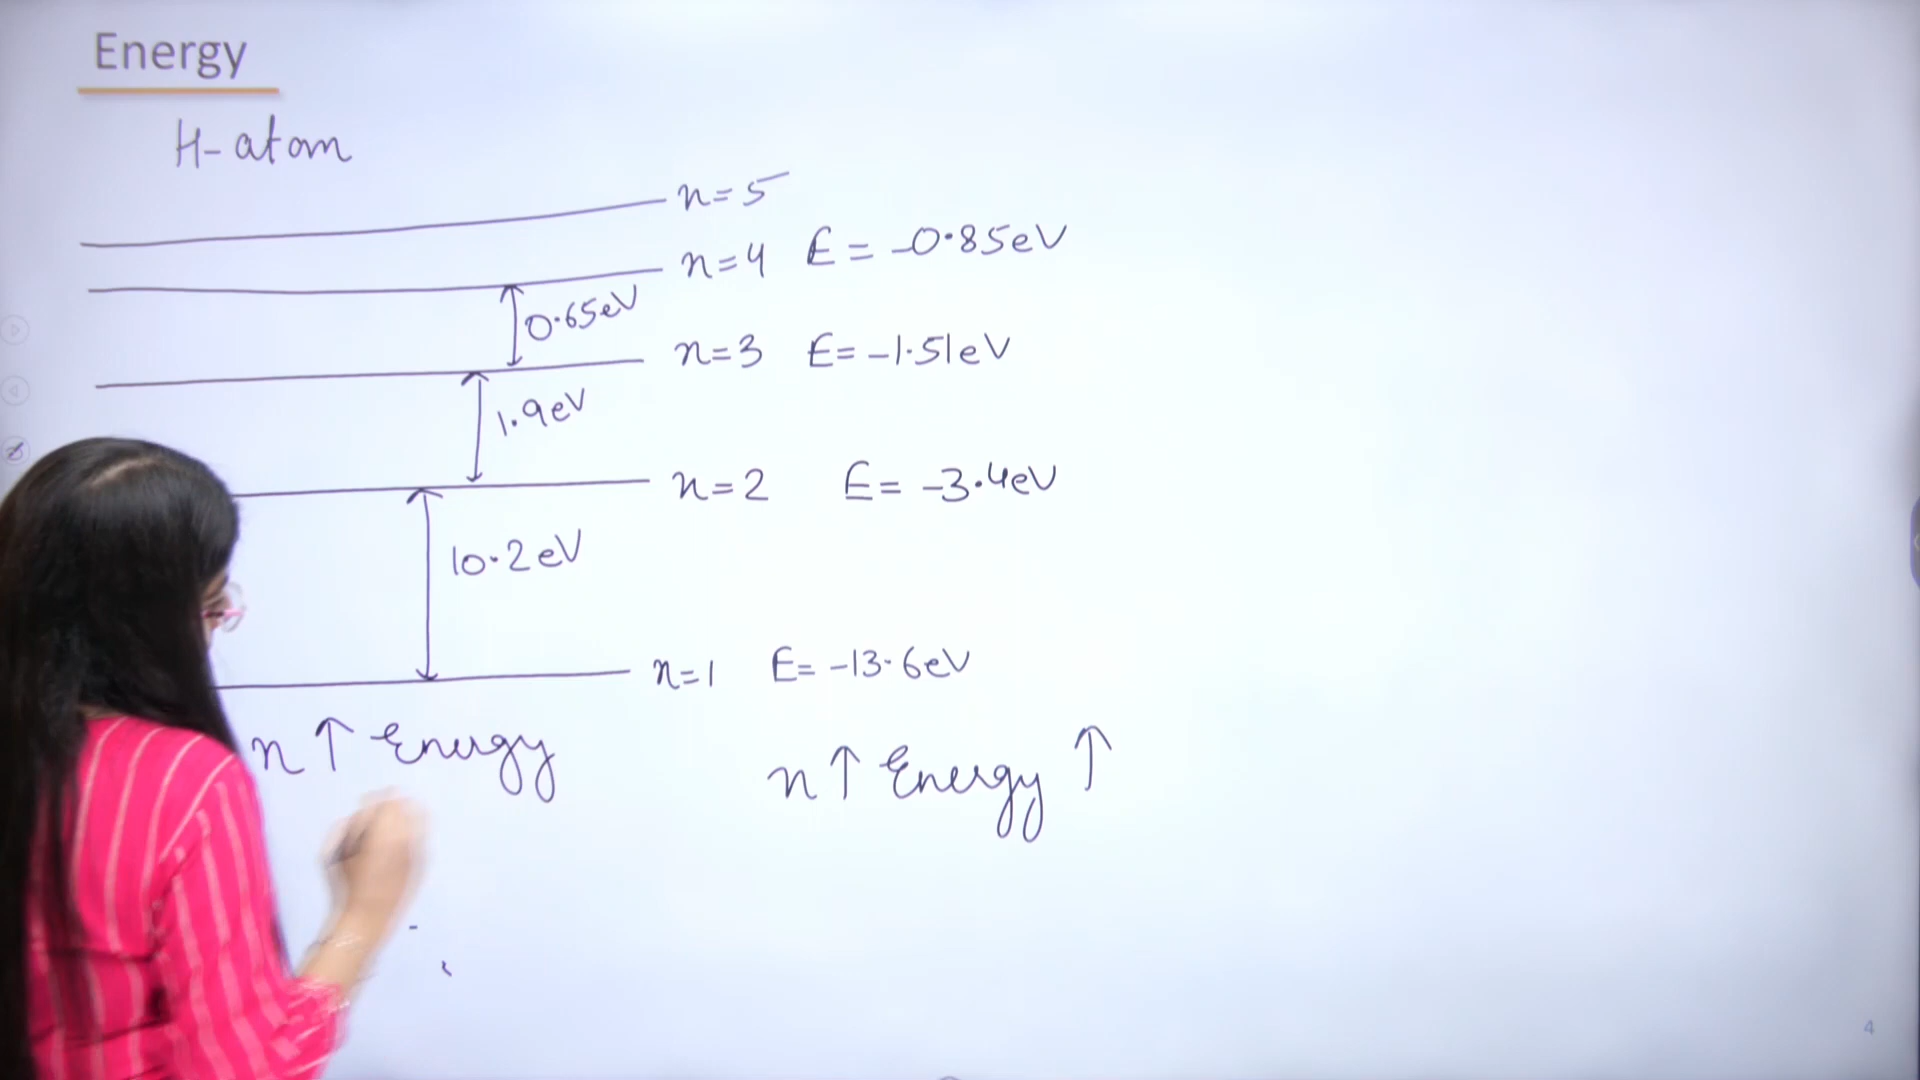 Energy
H-atom
n=5
n=4 E = -0.85eV
0.65eV
n=3 E= -1.51eV
1.9eV
n=2 E= -3.4eV
10.2eV
n=1 E= -13.6eV
n↑ Energy
n↑ Energy ↑
4